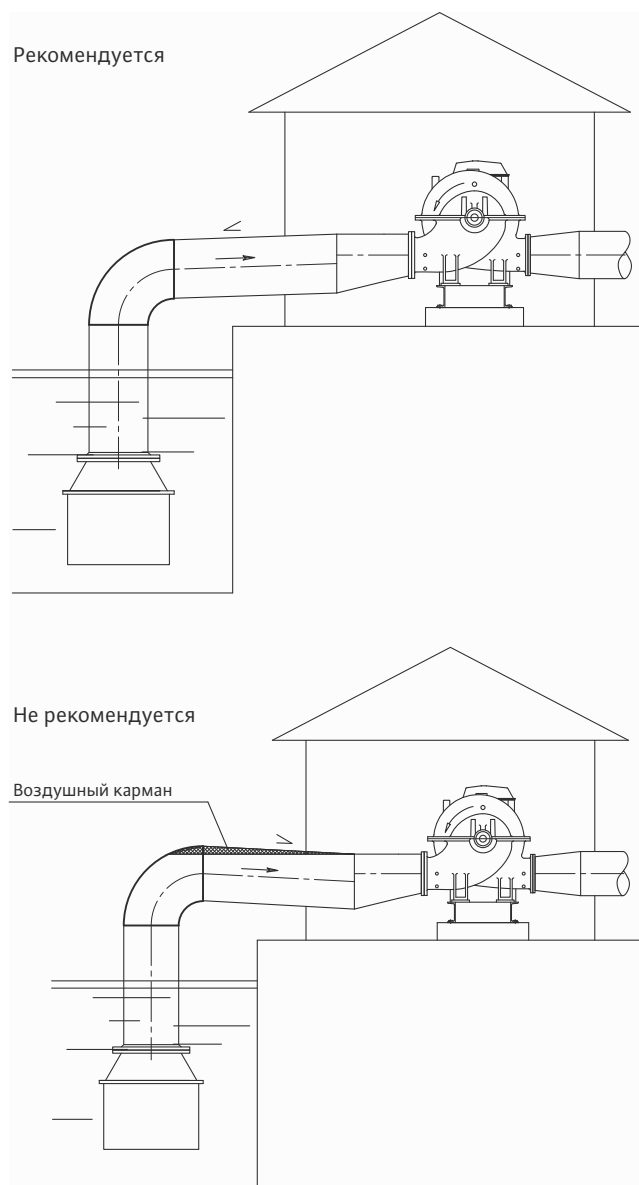 Рекомендуется
Не рекомендуется
Воздушный карман